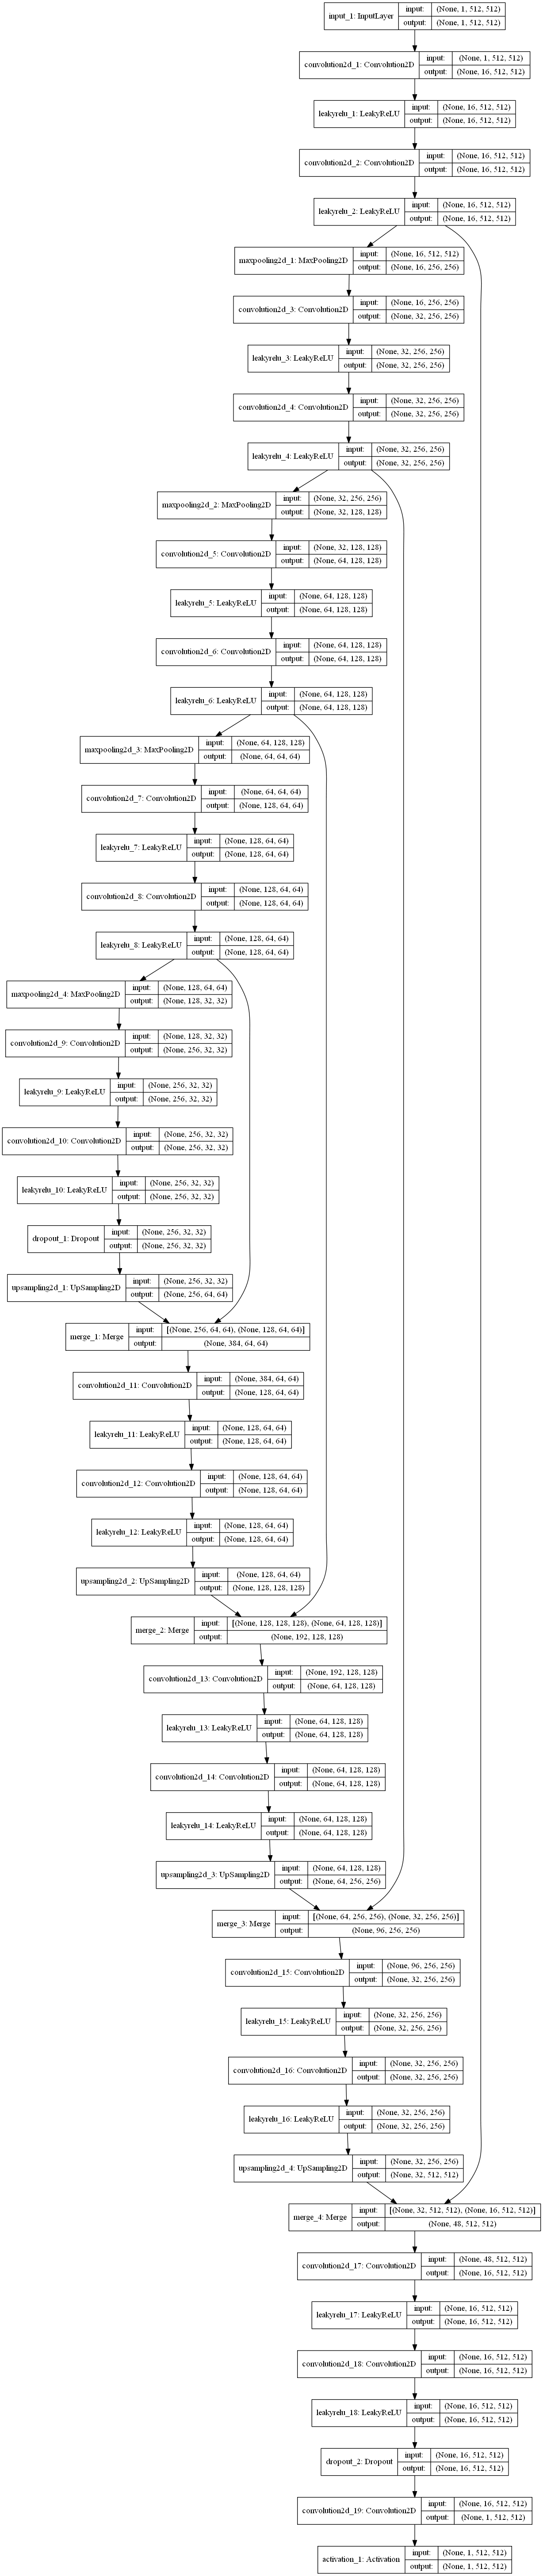 input_1: InputLayer input: (None, 1, 512, 512)
output: (None, 1, 512, 512)
convolution2d_1: Convolution2D input: (None, 1, 512, 512)
output: (None, 16, 512, 512)
leakyrelu_1: LeakyReLU input: (None, 16, 512, 512)
output: (None, 16, 512, 512)
convolution2d_2: Convolution2D input: (None, 16, 512, 512)
output: (None, 16, 512, 512)
leakyrelu_2: LeakyReLU input: (None, 16, 512, 512)
output: (None, 16, 512, 512)
maxpooling2d_1: MaxPooling2D input: (None, 16, 512, 512)
output: (None, 16, 256, 256)
convolution2d_3: Convolution2D input: (None, 16, 256, 256)
output: (None, 32, 256, 256)
leakyrelu_3: LeakyReLU input: (None, 32, 256, 256)
output: (None, 32, 256, 256)
convolution2d_4: Convolution2D input: (None, 32, 256, 256)
output: (None, 32, 256, 256)
leakyrelu_4: LeakyReLU input: (None, 32, 256, 256)
output: (None, 32, 256, 256)
maxpooling2d_2: MaxPooling2D input: (None, 32, 256, 256)
output: (None, 32, 128, 128)
convolution2d_5: Convolution2D input: (None, 32, 128, 128)
output: (None, 64, 128, 128)
leakyrelu_5: LeakyReLU input: (None, 64, 128, 128)
output: (None, 64, 128, 128)
convolution2d_6: Convolution2D input: (None, 64, 128, 128)
output: (None, 64, 128, 128)
leakyrelu_6: LeakyReLU input: (None, 64, 128, 128)
output: (None, 64, 128, 128)
maxpooling2d_3: MaxPooling2D input: (None, 64, 128, 128)
output: (None, 64, 64, 64)
convolution2d_7: Convolution2D input: (None, 64, 64, 64)
output: (None, 128, 64, 64)
leakyrelu_7: LeakyReLU input: (None, 128, 64, 64)
output: (None, 128, 64, 64)
convolution2d_8: Convolution2D input: (None, 128, 64, 64)
output: (None, 128, 64, 64)
leakyrelu_8: LeakyReLU input: (None, 128, 64, 64)
output: (None, 128, 64, 64)
maxpooling2d_4: MaxPooling2D input: (None, 128, 64, 64)
output: (None, 128, 32, 32)
convolution2d_9: Convolution2D input: (None, 128, 32, 32)
output: (None, 256, 32, 32)
leakyrelu_9: LeakyReLU input: (None, 256, 32, 32)
output: (None, 256, 32, 32)
convolution2d_10: Convolution2D input: (None, 256, 32, 32)
output: (None, 256, 32, 32)
leakyrelu_10: LeakyReLU input: (None, 256, 32, 32)
output: (None, 256, 32, 32)
dropout_1: Dropout input: (None, 256, 32, 32)
output: (None, 256, 32, 32)
upsampling2d_1: UpSampling2D input: (None, 256, 32, 32)
output: (None, 256, 64, 64)
merge_1: Merge input: [(None, 256, 64, 64), (None, 128, 64, 64)]
output: (None, 384, 64, 64)
convolution2d_11: Convolution2D input: (None, 384, 64, 64)
output: (None, 128, 64, 64)
leakyrelu_11: LeakyReLU input: (None, 128, 64, 64)
output: (None, 128, 64, 64)
convolution2d_12: Convolution2D input: (None, 128, 64, 64)
output: (None, 128, 64, 64)
leakyrelu_12: LeakyReLU input: (None, 128, 64, 64)
output: (None, 128, 64, 64)
upsampling2d_2: UpSampling2D input: (None, 128, 64, 64)
output: (None, 128, 128, 128)
merge_2: Merge input: [(None, 128, 128, 128), (None, 64, 128, 128)]
output: (None, 192, 128, 128)
convolution2d_13: Convolution2D input: (None, 192, 128, 128)
output: (None, 64, 128, 128)
leakyrelu_13: LeakyReLU input: (None, 64, 128, 128)
output: (None, 64, 128, 128)
convolution2d_14: Convolution2D input: (None, 64, 128, 128)
output: (None, 64, 128, 128)
leakyrelu_14: LeakyReLU input: (None, 64, 128, 128)
output: (None, 64, 128, 128)
upsampling2d_3: UpSampling2D input: (None, 64, 128, 128)
output: (None, 64, 256, 256)
merge_3: Merge input: [(None, 64, 256, 256), (None, 32, 256, 256)]
output: (None, 96, 256, 256)
convolution2d_15: Convolution2D input: (None, 96, 256, 256)
output: (None, 32, 256, 256)
leakyrelu_15: LeakyReLU input: (None, 32, 256, 256)
output: (None, 32, 256, 256)
convolution2d_16: Convolution2D input: (None, 32, 256, 256)
output: (None, 32, 256, 256)
leakyrelu_16: LeakyReLU input: (None, 32, 256, 256)
output: (None, 32, 256, 256)
upsampling2d_4: UpSampling2D input: (None, 32, 256, 256)
output: (None, 32, 512, 512)
merge_4: Merge input: [(None, 32, 512, 512), (None, 16, 512, 512)]
output: (None, 48, 512, 512)
convolution2d_17: Convolution2D input: (None, 48, 512, 512)
output: (None, 16, 512, 512)
leakyrelu_17: LeakyReLU input: (None, 16, 512, 512)
output: (None, 16, 512, 512)
convolution2d_18: Convolution2D input: (None, 16, 512, 512)
output: (None, 16, 512, 512)
leakyrelu_18: LeakyReLU input: (None, 16, 512, 512)
output: (None, 16, 512, 512)
dropout_2: Dropout input: (None, 16, 512, 512)
output: (None, 16, 512, 512)
convolution2d_19: Convolution2D input: (None, 16, 512, 512)
output: (None, 1, 512, 512)
activation_1: Activation input: (None, 1, 512, 512)
output: (None, 1, 512, 512)